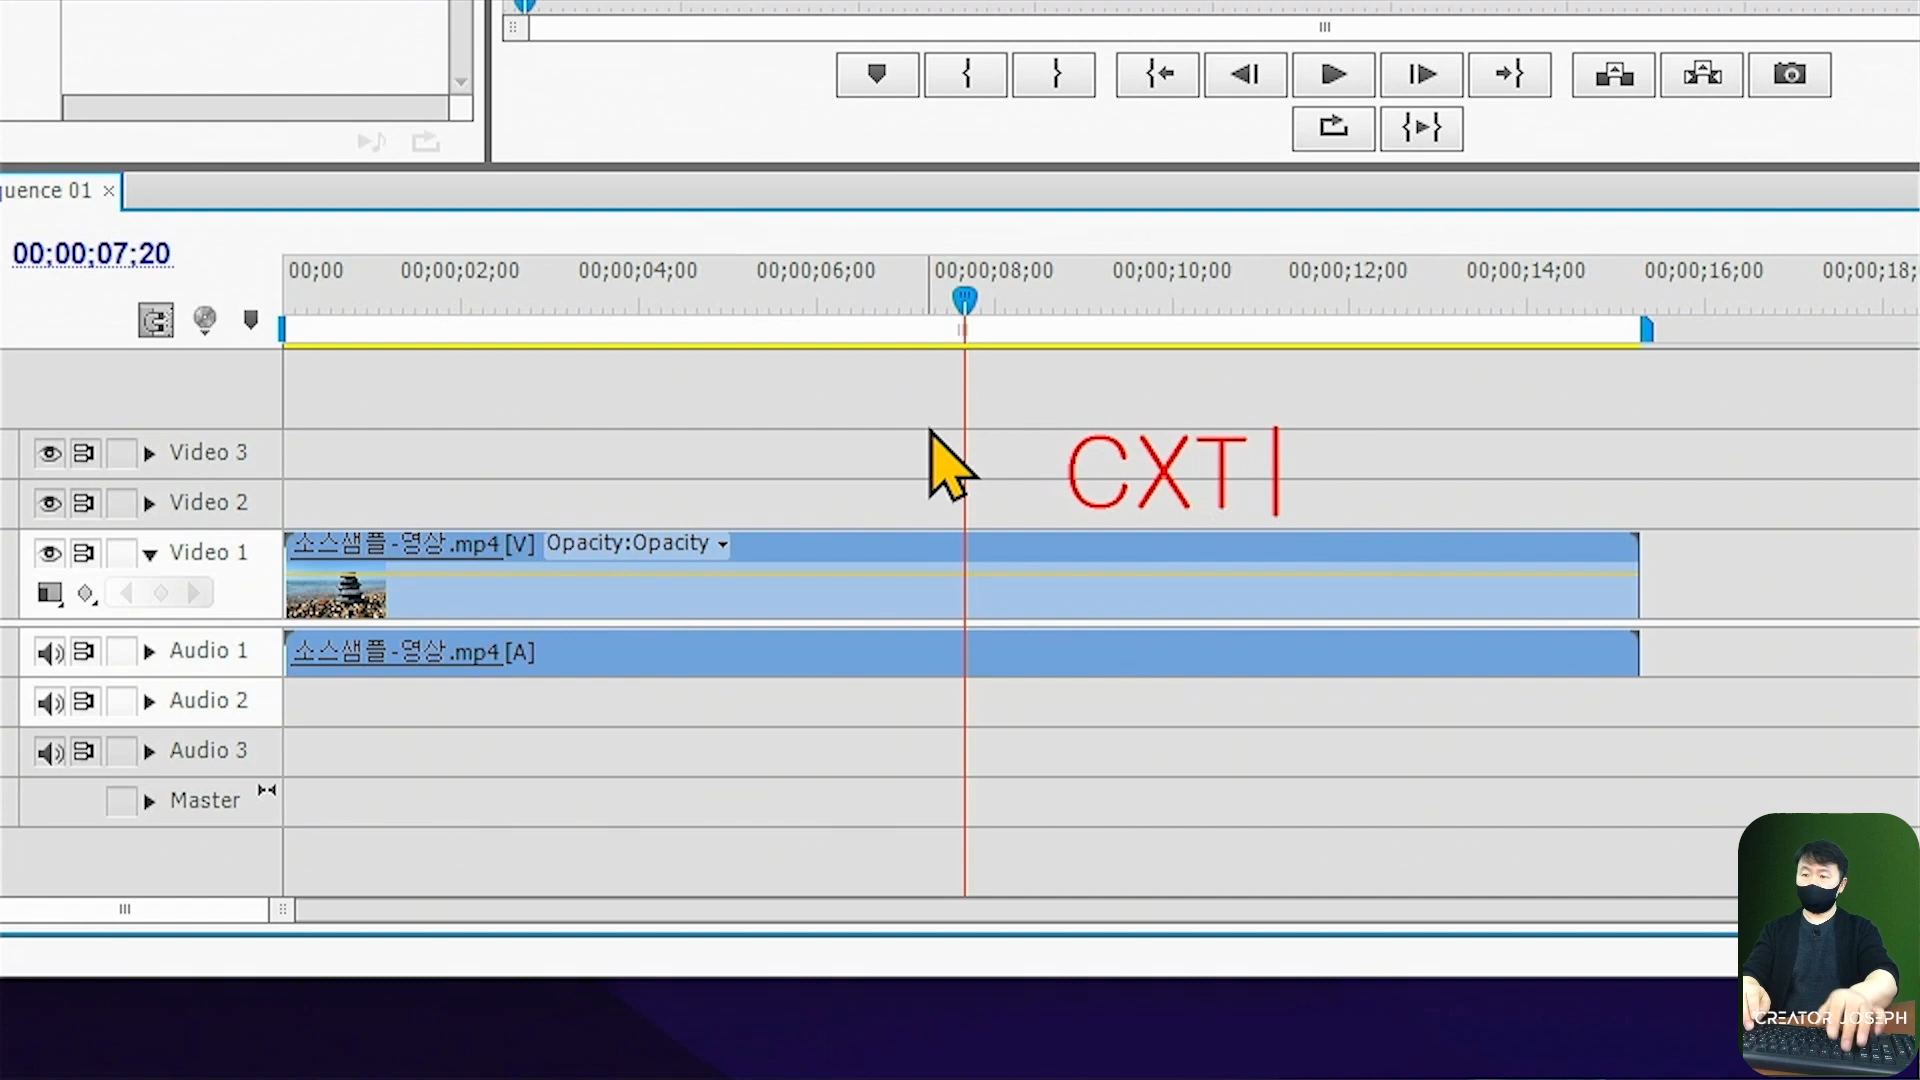 quence 01 ×
00;00;07;20
00;00 00;00;02;00 00;00;04;00 00;00;06;00 00;00;08;00 00;00;10;00 00;00;12;00 00;00;14;00 00;00;16;00 00;00;18;
CXT
Video 3
Video 2
Video 1
소스샘플-영상.mp4 [V] Opacity:Opacity
Audio 1
소스샘플-영상.mp4 [A]
Audio 2
Audio 3
Master
CREATOR JOSEPH